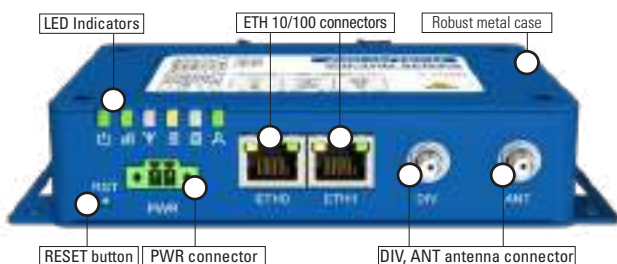 LED Indicators
ETH 10/100 connectors
Robust metal case
RST
PWR
ETH0
ETH1
DIV
ANT
RESET button
PWR connector
DIV, ANT antenna connector